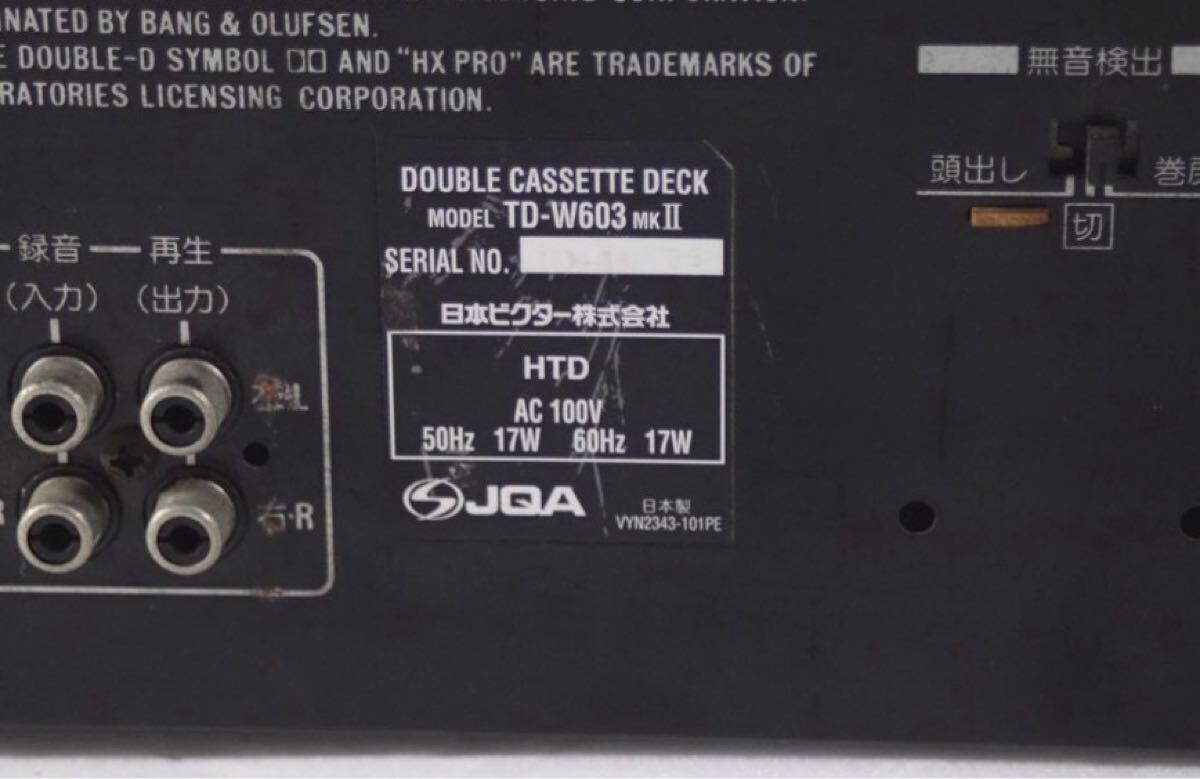 INATED BY BANG & OLUFSEN.
E DOUBLE-D SYMBOL AND “HX PRO” ARE TRADEMARKS OF
ORATORIES LICENSING CORPORATION.
無音検出
頭出し
切
DOUBLE CASSETTE DECK
MODEL TD-W603 MKⅡ
SERIAL NO.
日本ビクター株式会社
HTD
AC 100V
50Hz 17W 60Hz 17W
JQA
日本製
VYN2343-101PE
録音 再生
(入力) (出力)
左・L
R 右・R